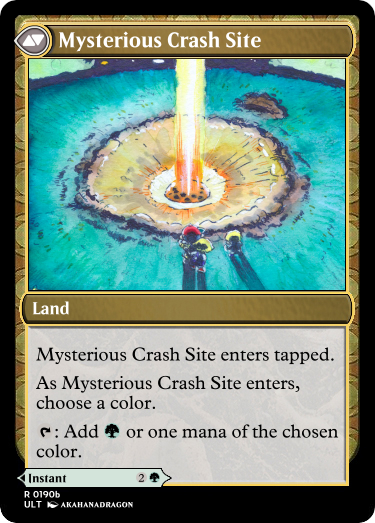 Mysterious Crash Site
Land
Mysterious Crash Site enters tapped.
As Mysterious Crash Site enters,
choose a color.
: Add or one mana of the chosen
color.
Instant 2
R 0190b
ULT AKAHANADRAGON